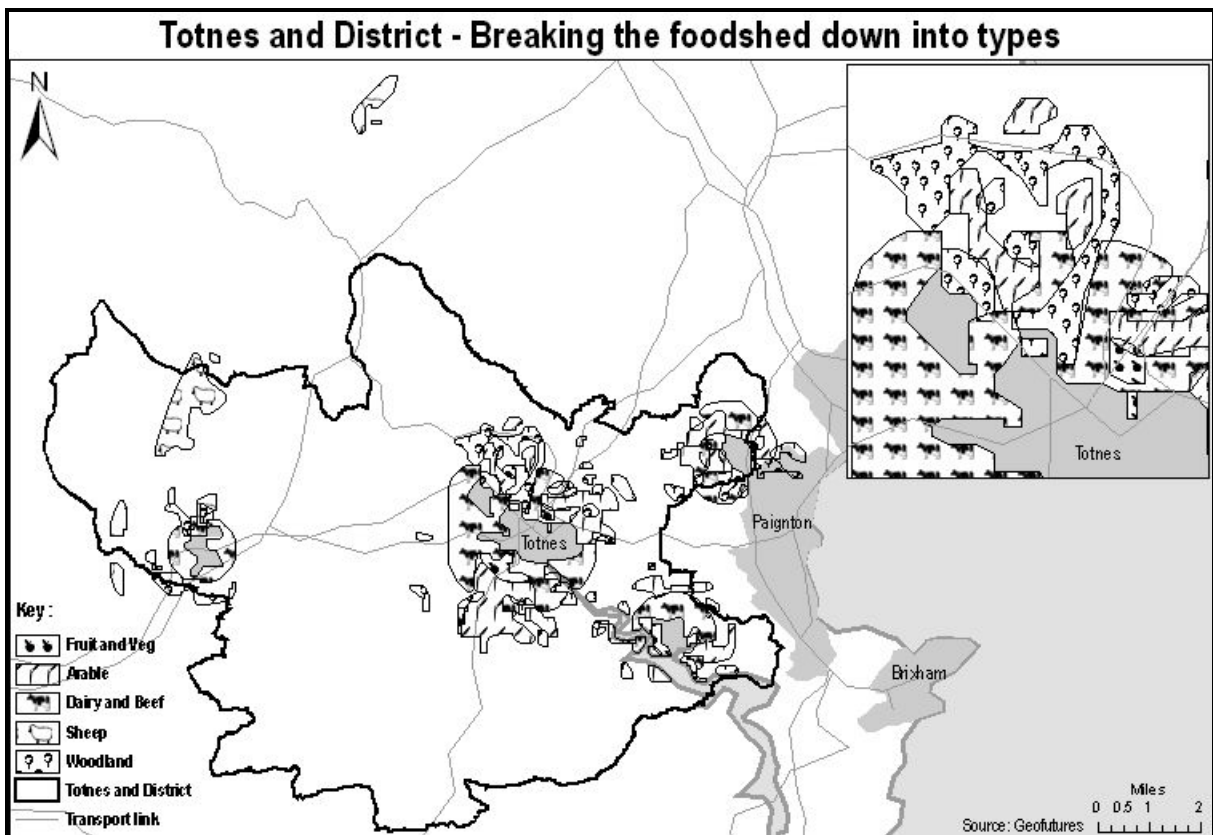 Totnes and District - Breaking the foodshed down into types
N
Totnes
Paignton
Totnes
Brixham
Key :
Fruit and Veg
Arable
Dairy and Beef
Sheep
Woodland
Totnes and District
Transport link
Miles
0 0.5 1 2
Source: Geofutures